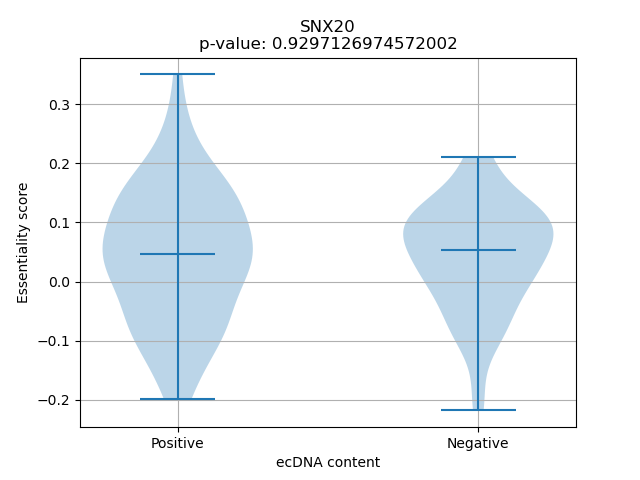 SNX20
p-value: 0.9297126974572002
Essentiality score
0.3
0.2
0.1
0.0
−0.1
−0.2
Positive
Negative
ecDNA content